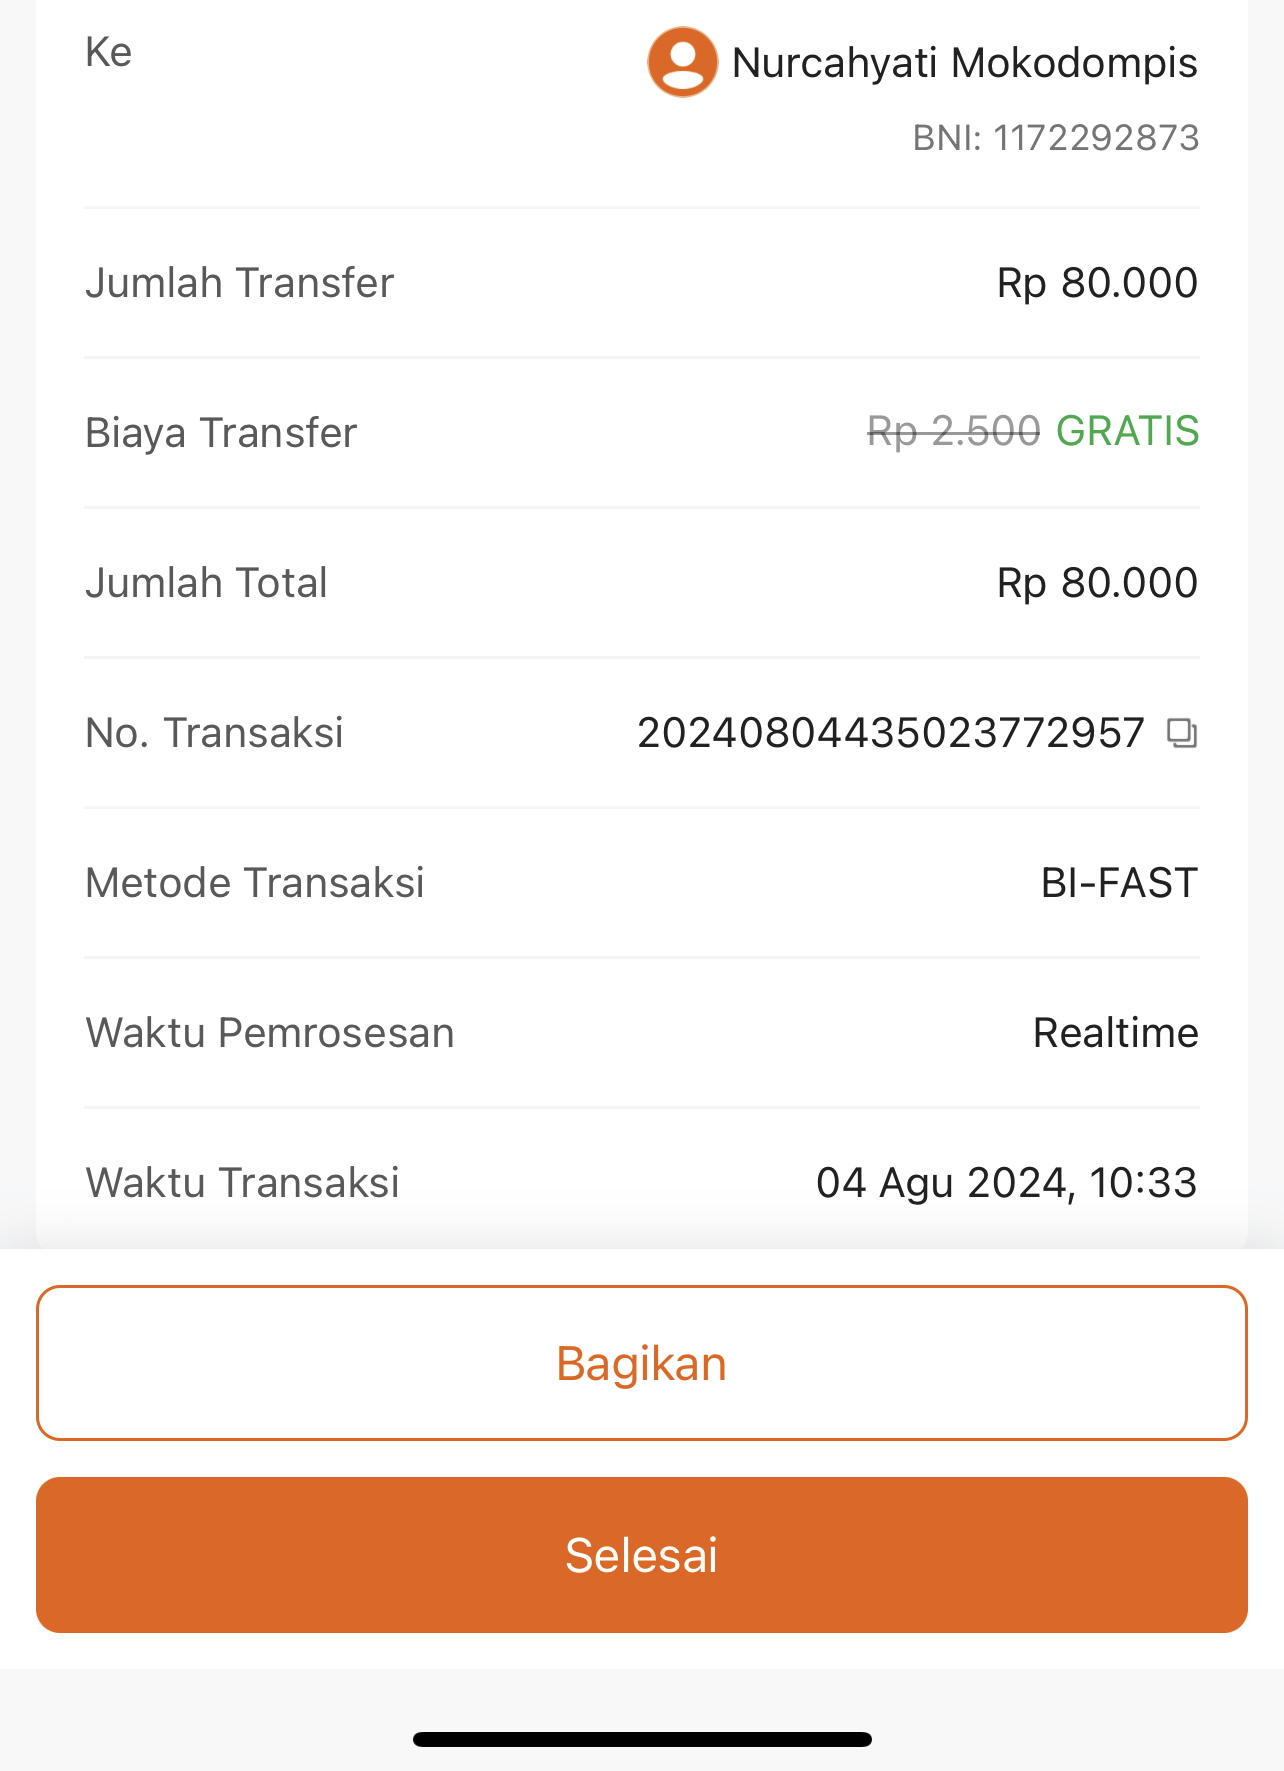 Ke
Nurcahyati Mokodompis
BNI: 1172292873
Jumlah Transfer Rp 80.000
Biaya Transfer Rp 2.500 GRATIS
Jumlah Total Rp 80.000
No. Transaksi 20240804435023772957
Metode Transaksi BI-FAST
Waktu Pemrosesan Realtime
Waktu Transaksi 04 Agu 2024, 10:33
Bagikan
Selesai